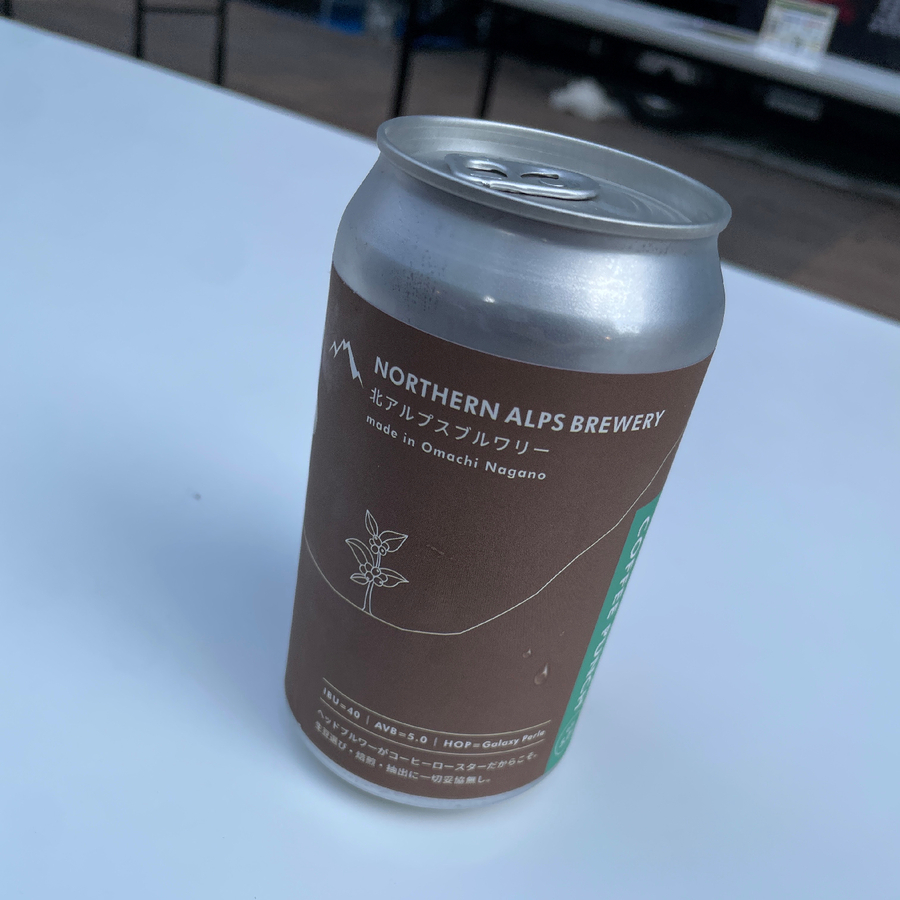 NORTHERN ALPS BREWERY
北アルプスブルワリー
made in Omachi Nagano
COFFEE PUNCH
IBU=40 | AVB=5.0 | HOP=Galaxy Perle
ヘッドブルワーがコーヒーロースターだからこそ。
生豆選び・焙煎・抽出に一切妥協無し。